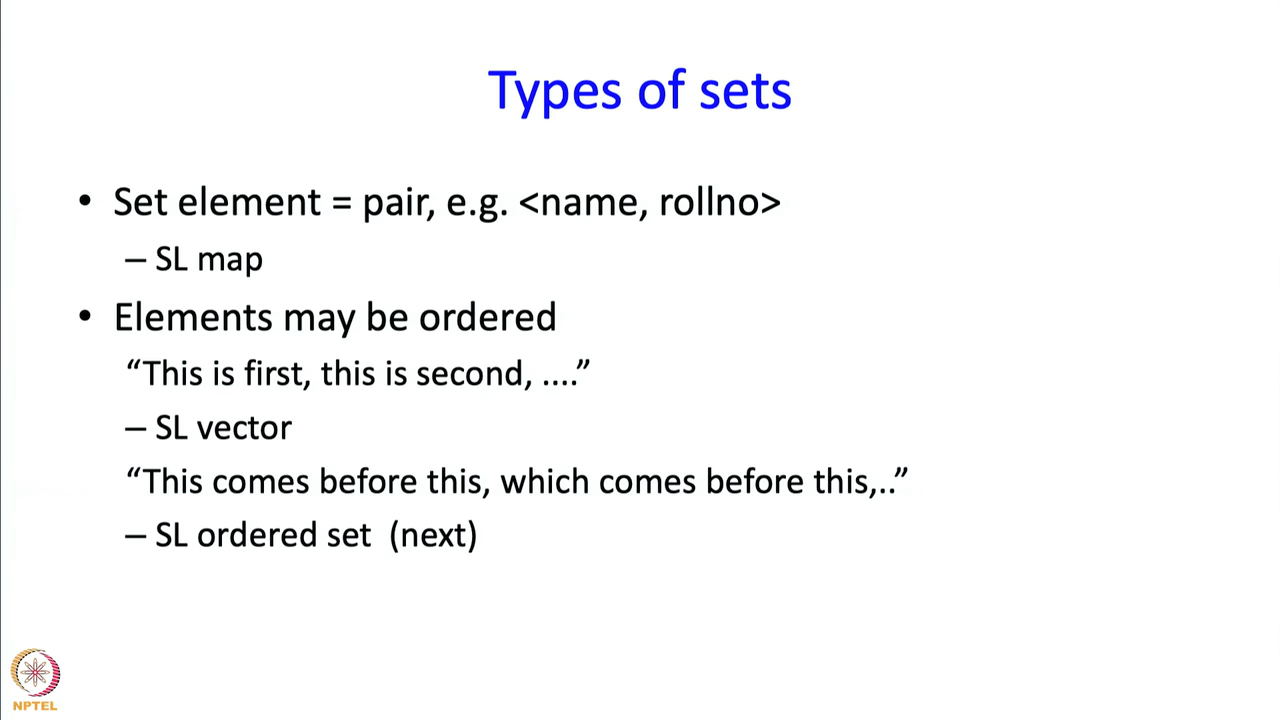 Types of sets
• Set element = pair, e.g. <name, rollno>
– SL map
• Elements may be ordered
“This is first, this is second, ....”
– SL vector
“This comes before this, which comes before this,..”
– SL ordered set  (next)
NPTEL